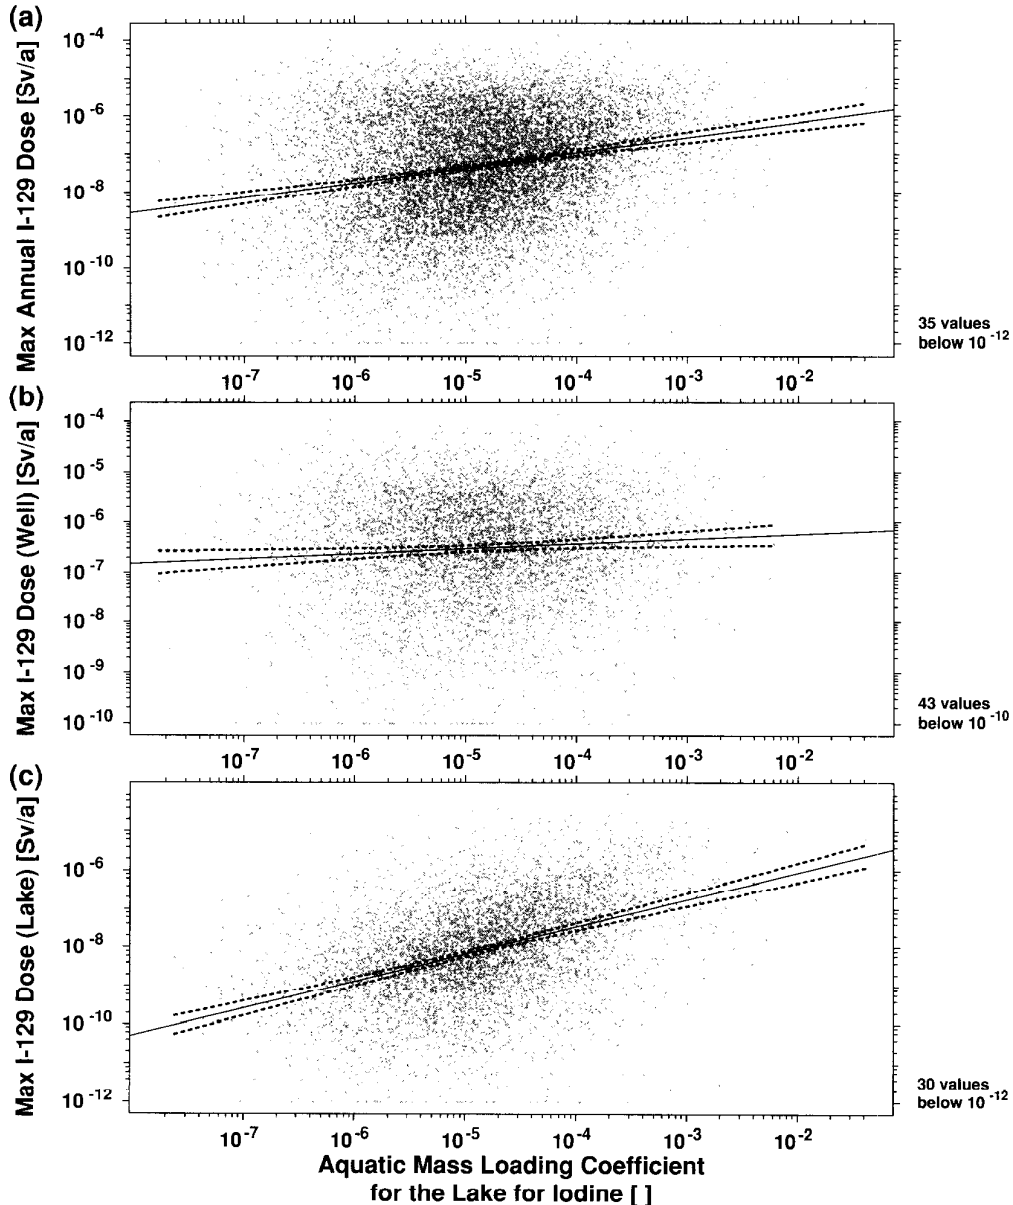 (a)
Max Annual I-129 Dose [Sv/a]
10⁻⁴
10⁻⁶
10⁻⁸
10⁻¹⁰
10⁻¹²
35 values
below 10⁻¹²
10⁻⁷ 10⁻⁶ 10⁻⁵ 10⁻⁴ 10⁻³ 10⁻²
(b)
Max I-129 Dose (Well) [Sv/a]
10⁻⁴
10⁻⁵
10⁻⁶
10⁻⁷
10⁻⁸
10⁻⁹
10⁻¹⁰
43 values
below 10⁻¹⁰
10⁻⁷ 10⁻⁶ 10⁻⁵ 10⁻⁴ 10⁻³ 10⁻²
(c)
Max I-129 Dose (Lake) [Sv/a]
10⁻⁶
10⁻⁸
10⁻¹⁰
10⁻¹²
30 values
below 10⁻¹²
10⁻⁷ 10⁻⁶ 10⁻⁵ 10⁻⁴ 10⁻³ 10⁻²
Aquatic Mass Loading Coefficient
for the Lake for Iodine [ ]